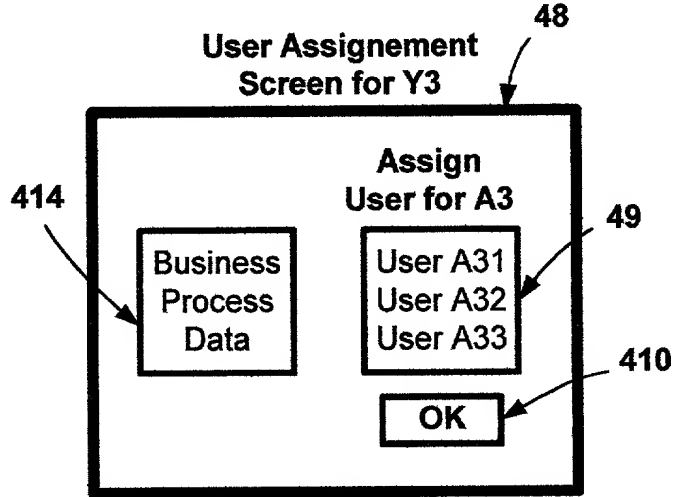 48
User Assignement
Screen for Y3
Assign
User for A3
414
49
Business
Process
Data
User A31
User A32
User A33
410
OK